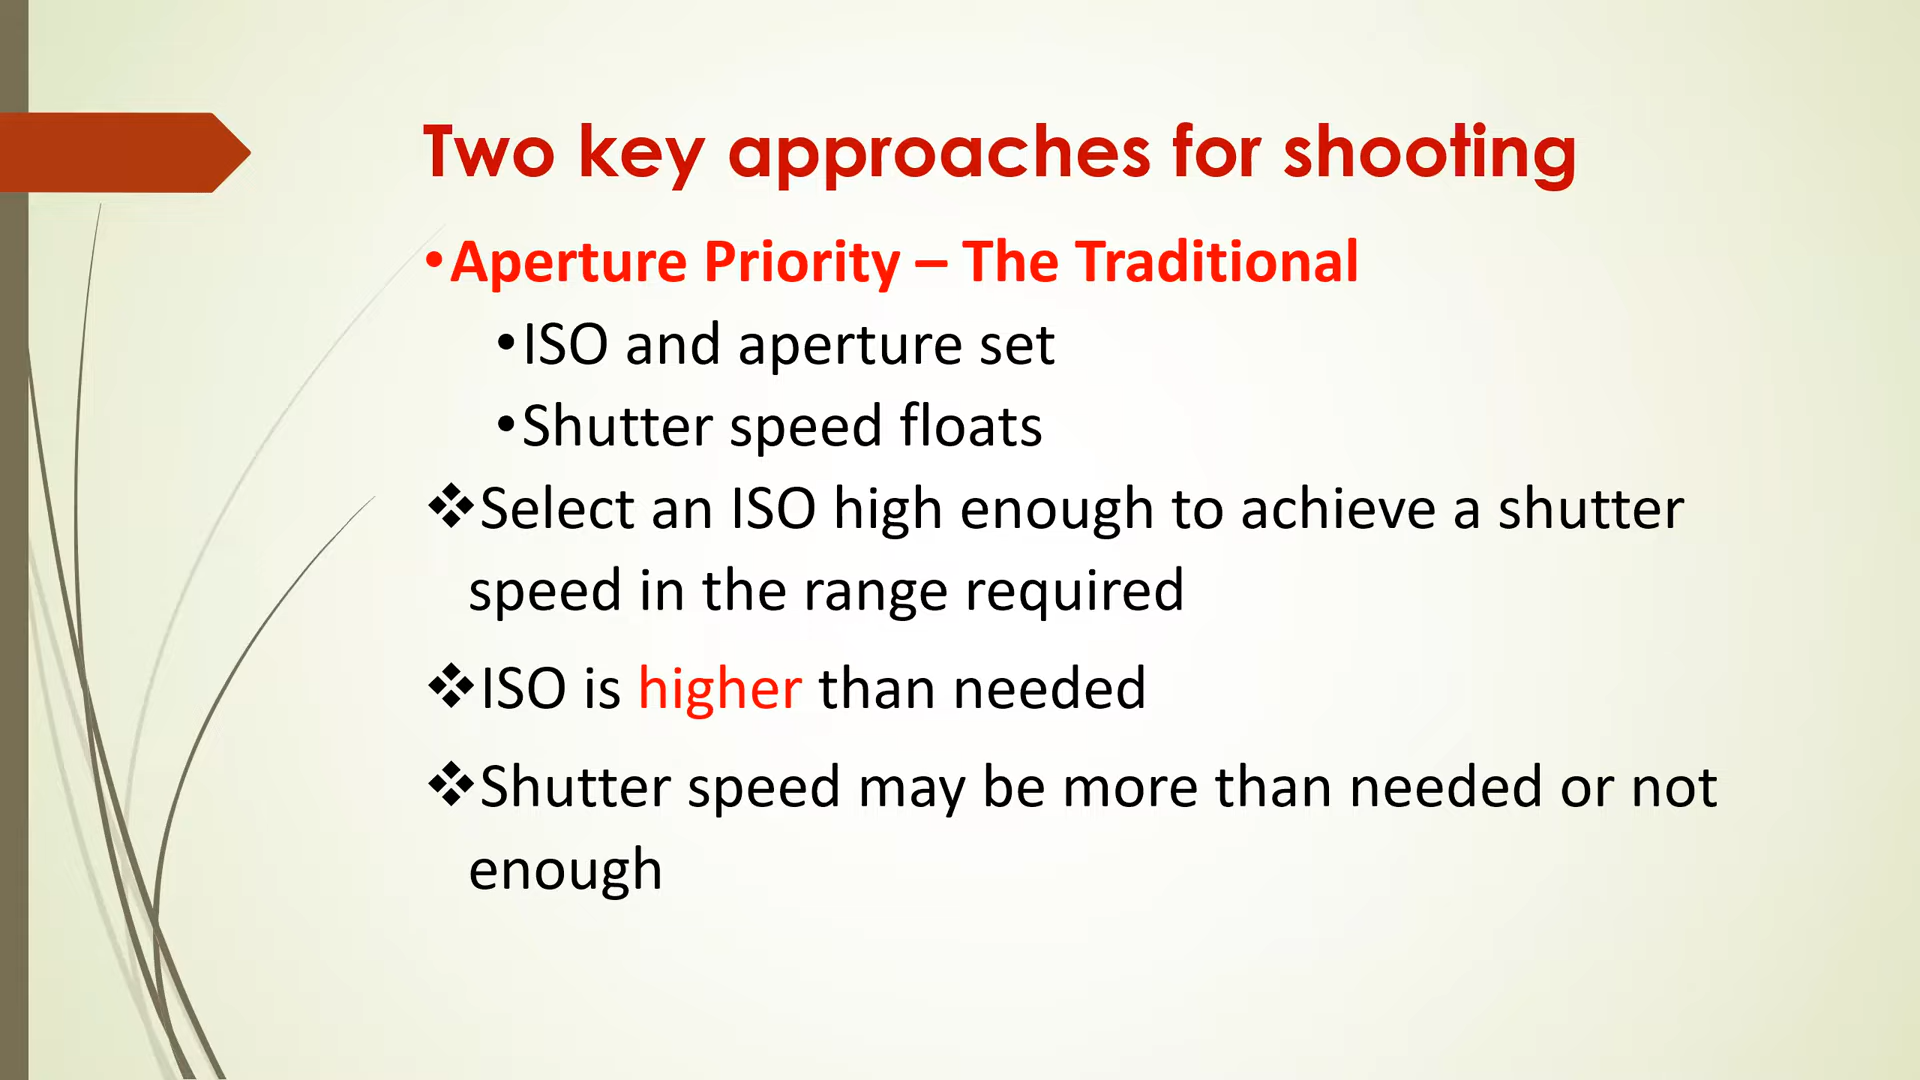 Two key approaches for shooting
•Aperture Priority – The Traditional
•ISO and aperture set
•Shutter speed floats
❖Select an ISO high enough to achieve a shutter
speed in the range required
❖ISO is higher than needed
❖Shutter speed may be more than needed or not
enough